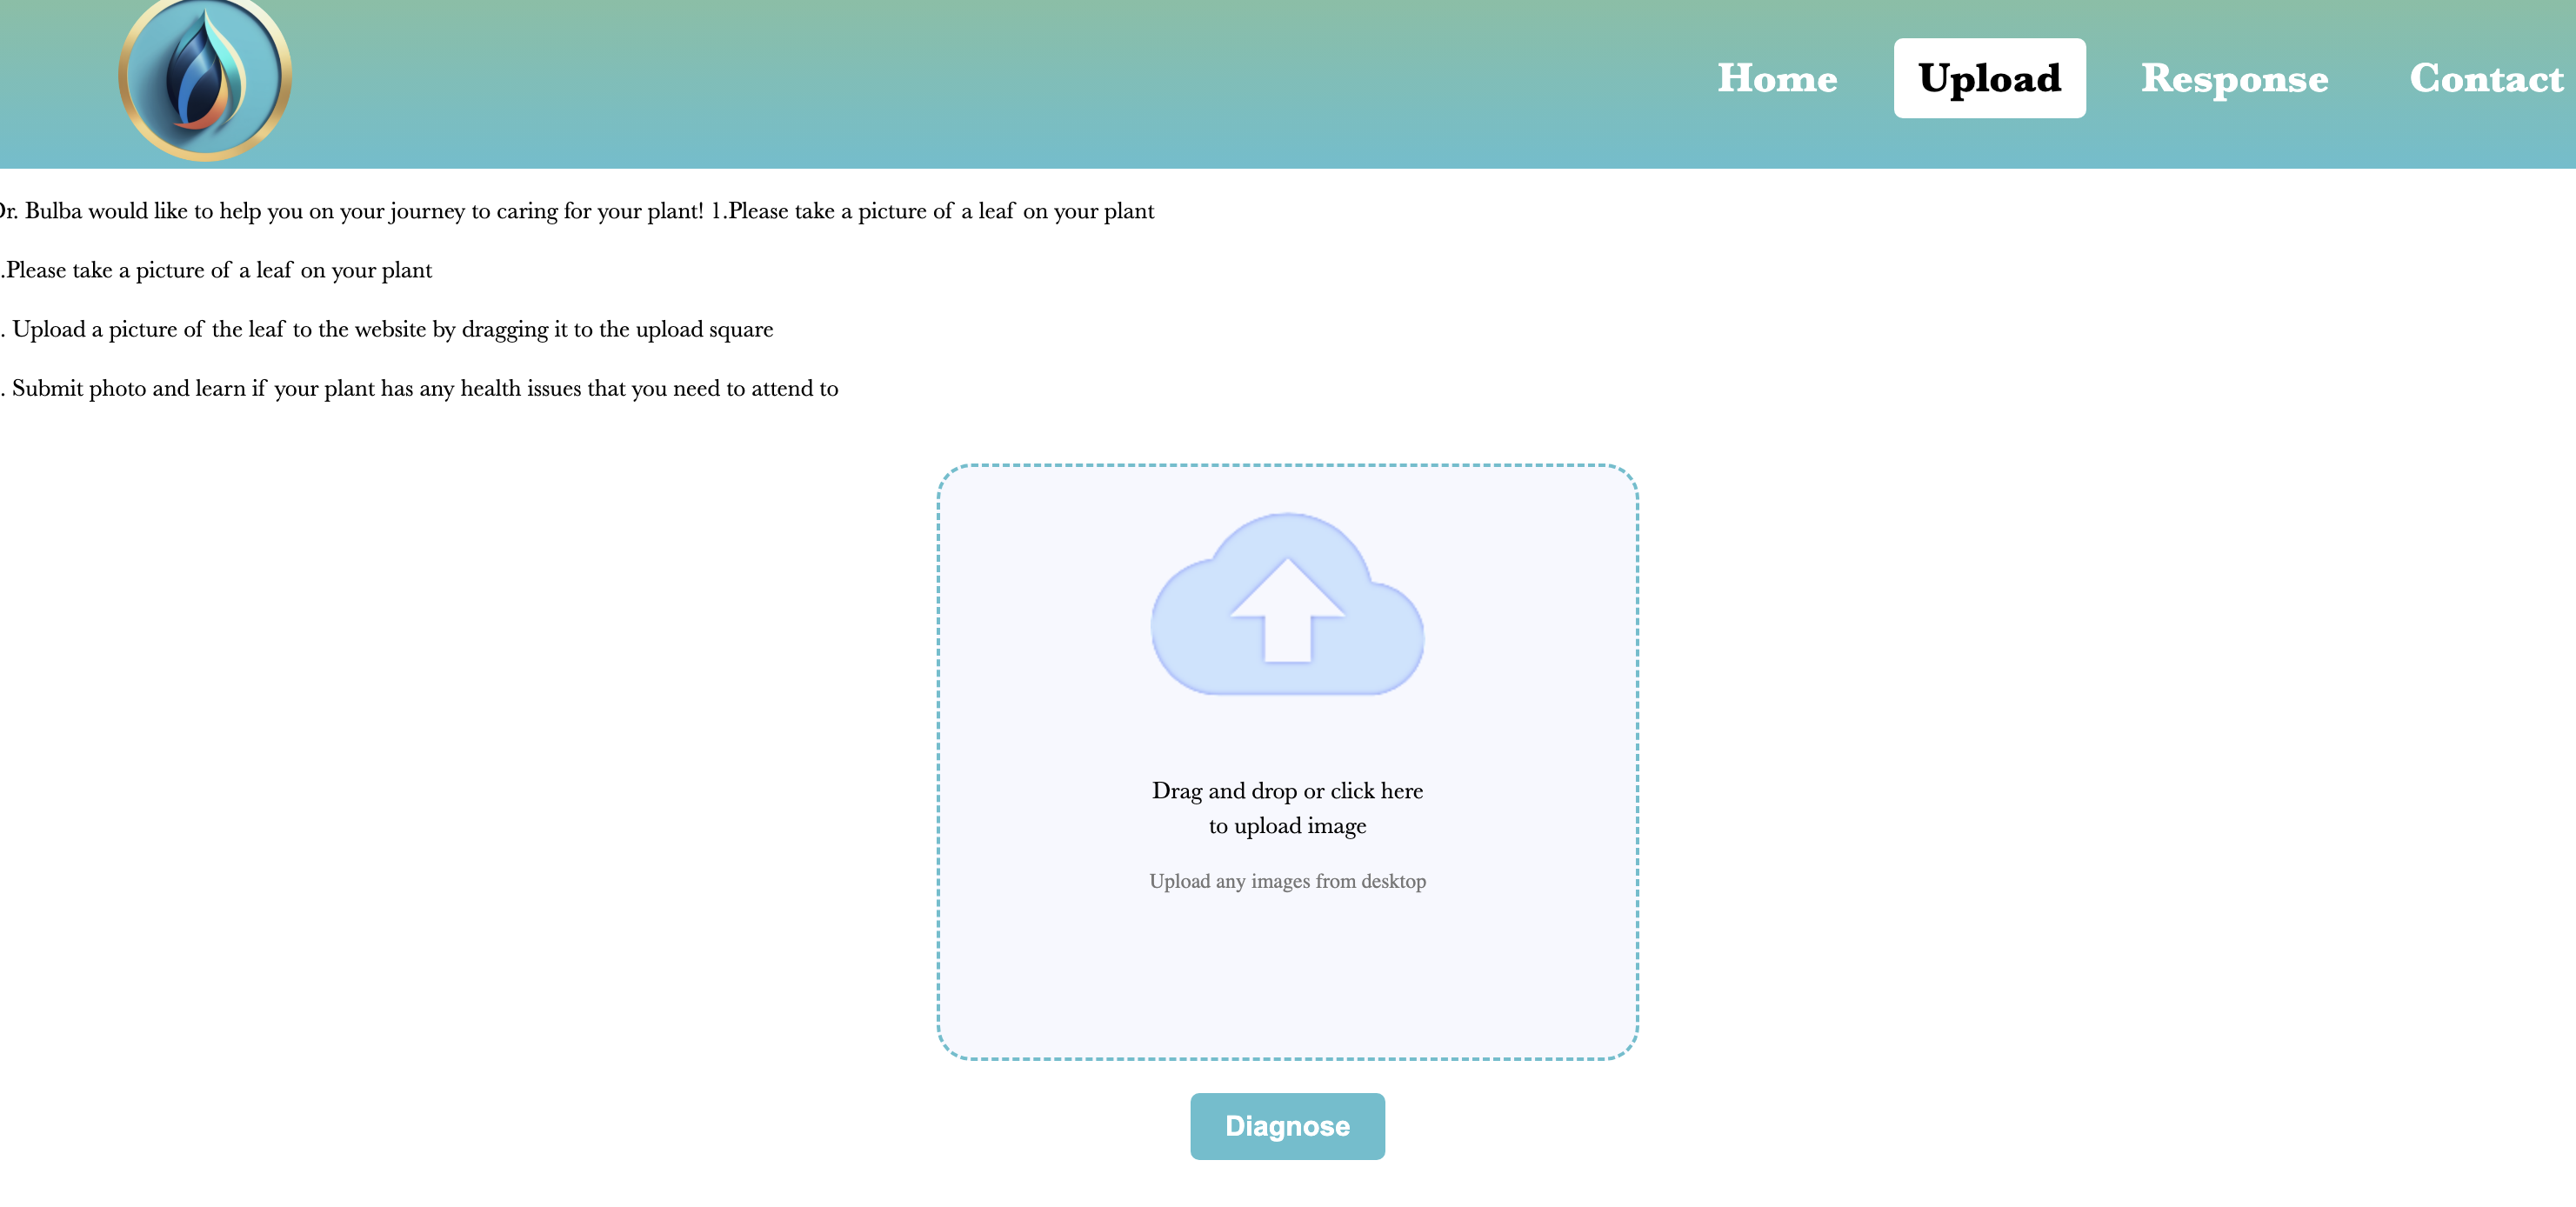 Home Upload Response Contact
Dr. Bulba would like to help you on your journey to caring for your plant! 1.Please take a picture of a leaf on your plant
.Please take a picture of a leaf on your plant
. Upload a picture of the leaf to the website by dragging it to the upload square
. Submit photo and learn if your plant has any health issues that you need to attend to
Drag and drop or click here
to upload image
Upload any images from desktop
Diagnose